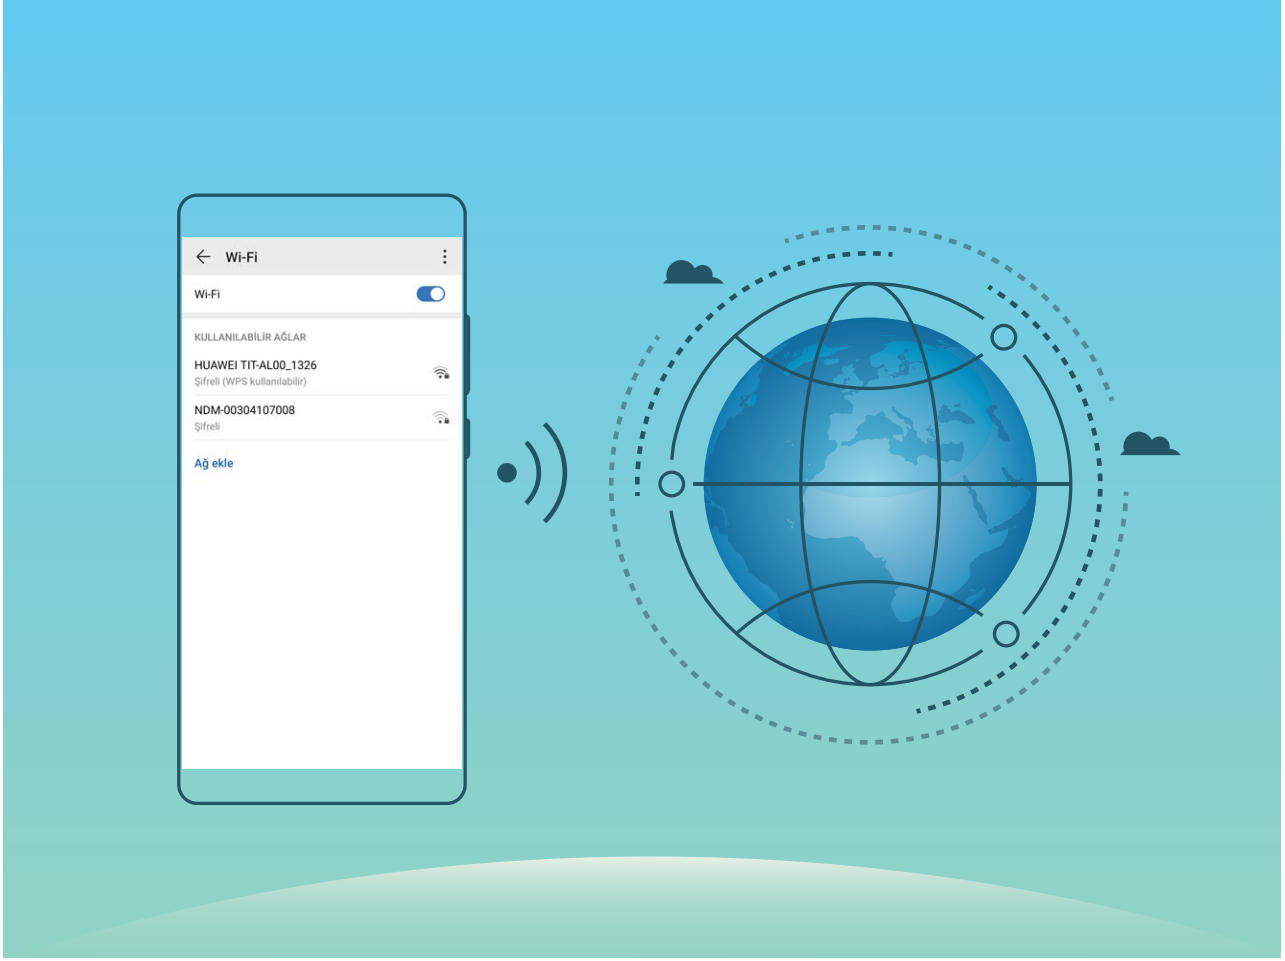 Wi-Fi
Wi-Fi
KULLANILABİLİR AĞLAR
HUAWEI TIT-AL00_1326
Şifreli (WPS kullanılabilir)
NDM-00304107008
Şifreli
Ağ ekle